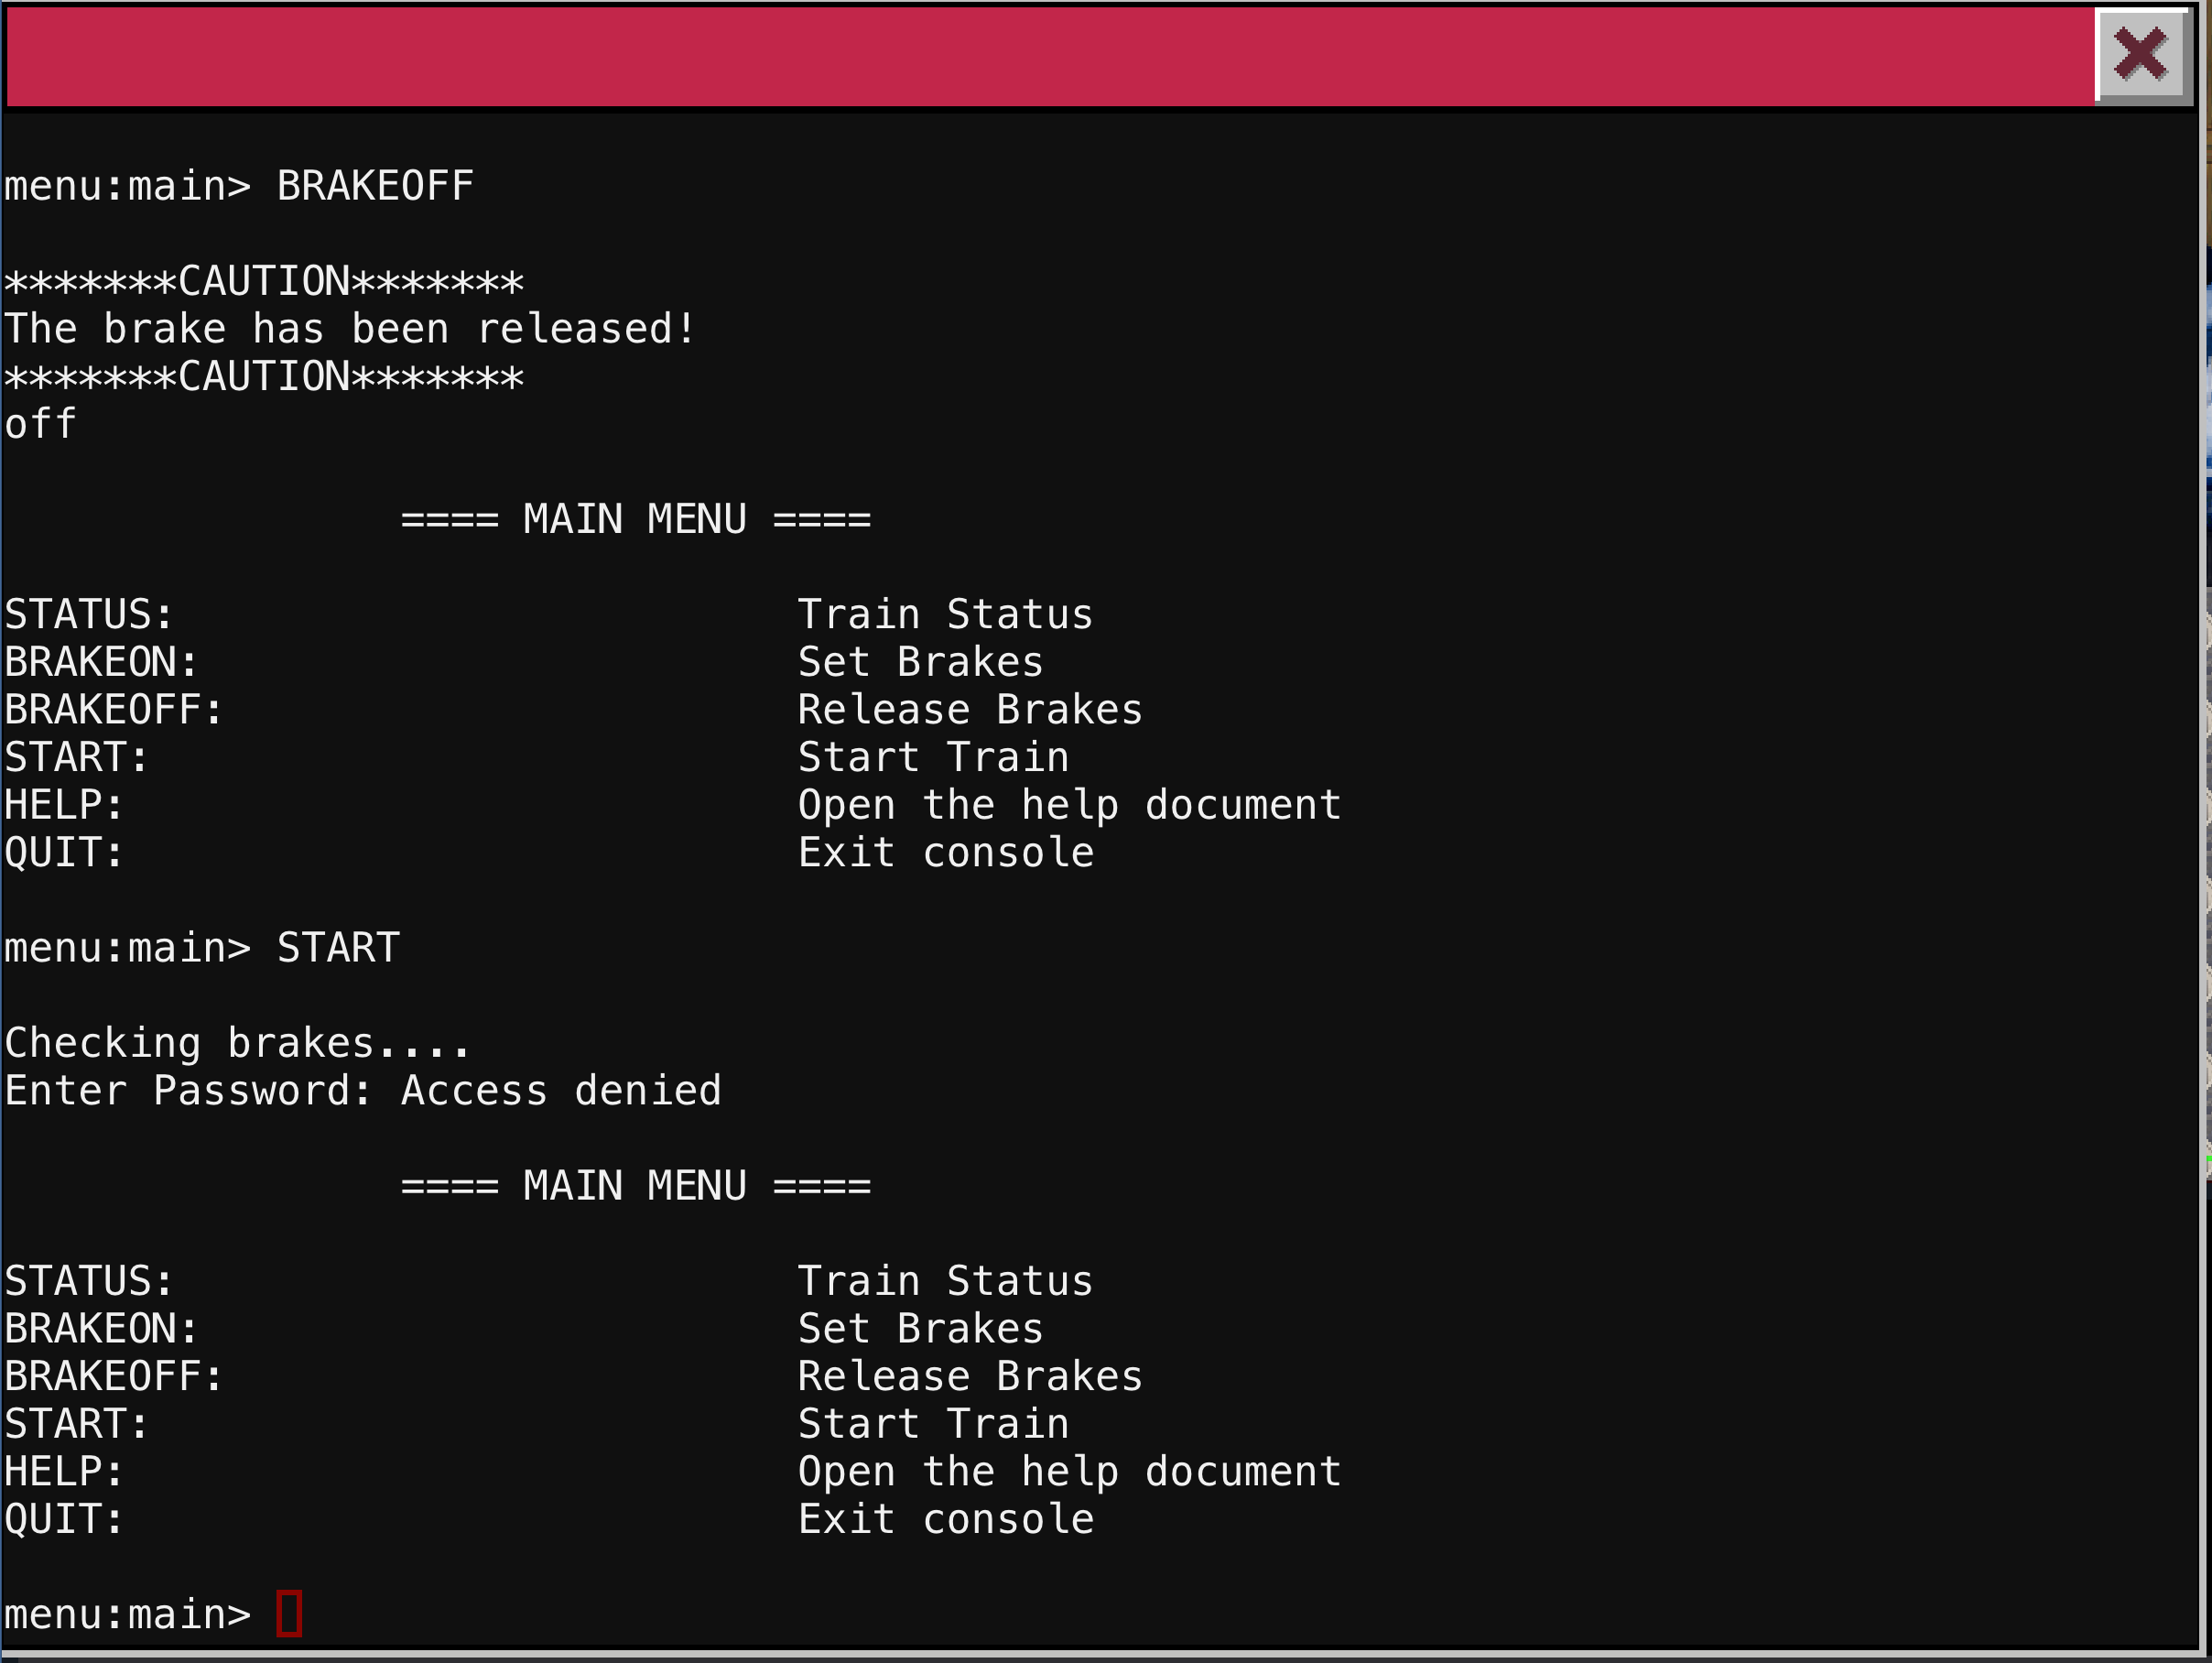 menu:main> BRAKEOFF
*******CAUTION*******
The brake has been released!
*******CAUTION*******
off
==== MAIN MENU ====
STATUS: Train Status
BRAKEON: Set Brakes
BRAKEOFF: Release Brakes
START: Start Train
HELP: Open the help document
QUIT: Exit console
menu:main> START
Checking brakes....
Enter Password: Access denied
==== MAIN MENU ====
STATUS: Train Status
BRAKEON: Set Brakes
BRAKEOFF: Release Brakes
START: Start Train
HELP: Open the help document
QUIT: Exit console
menu:main>